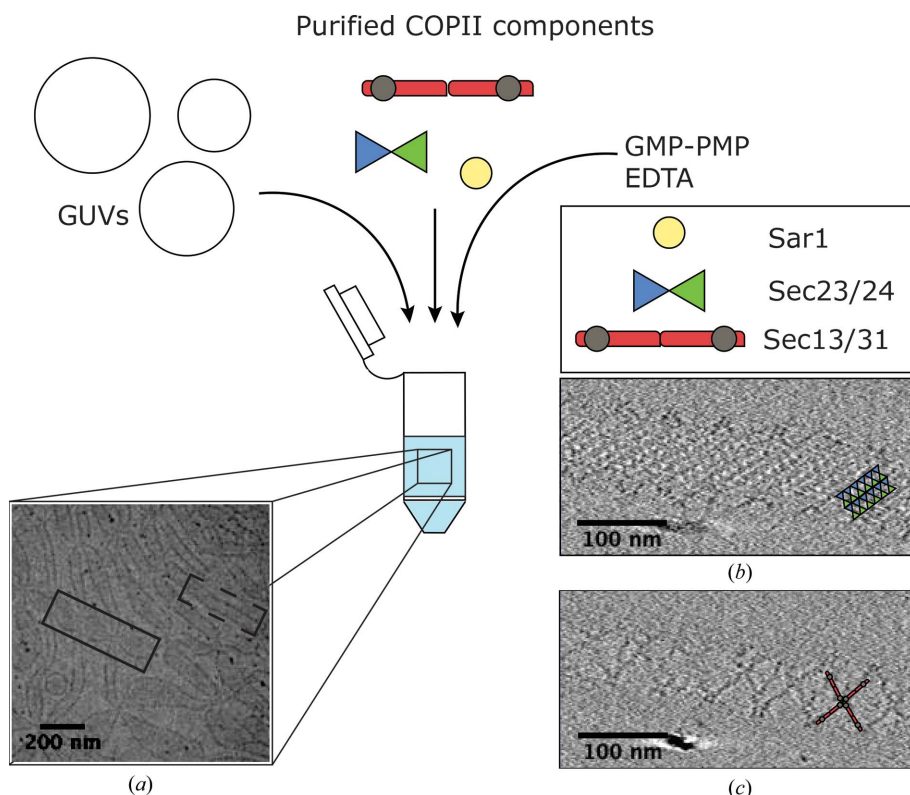 Purified COPII components
GUVs
GMP-PMP
EDTA
Sar1
Sec23/24
Sec13/31
200 nm
(a)
100 nm
(b)
100 nm
(c)